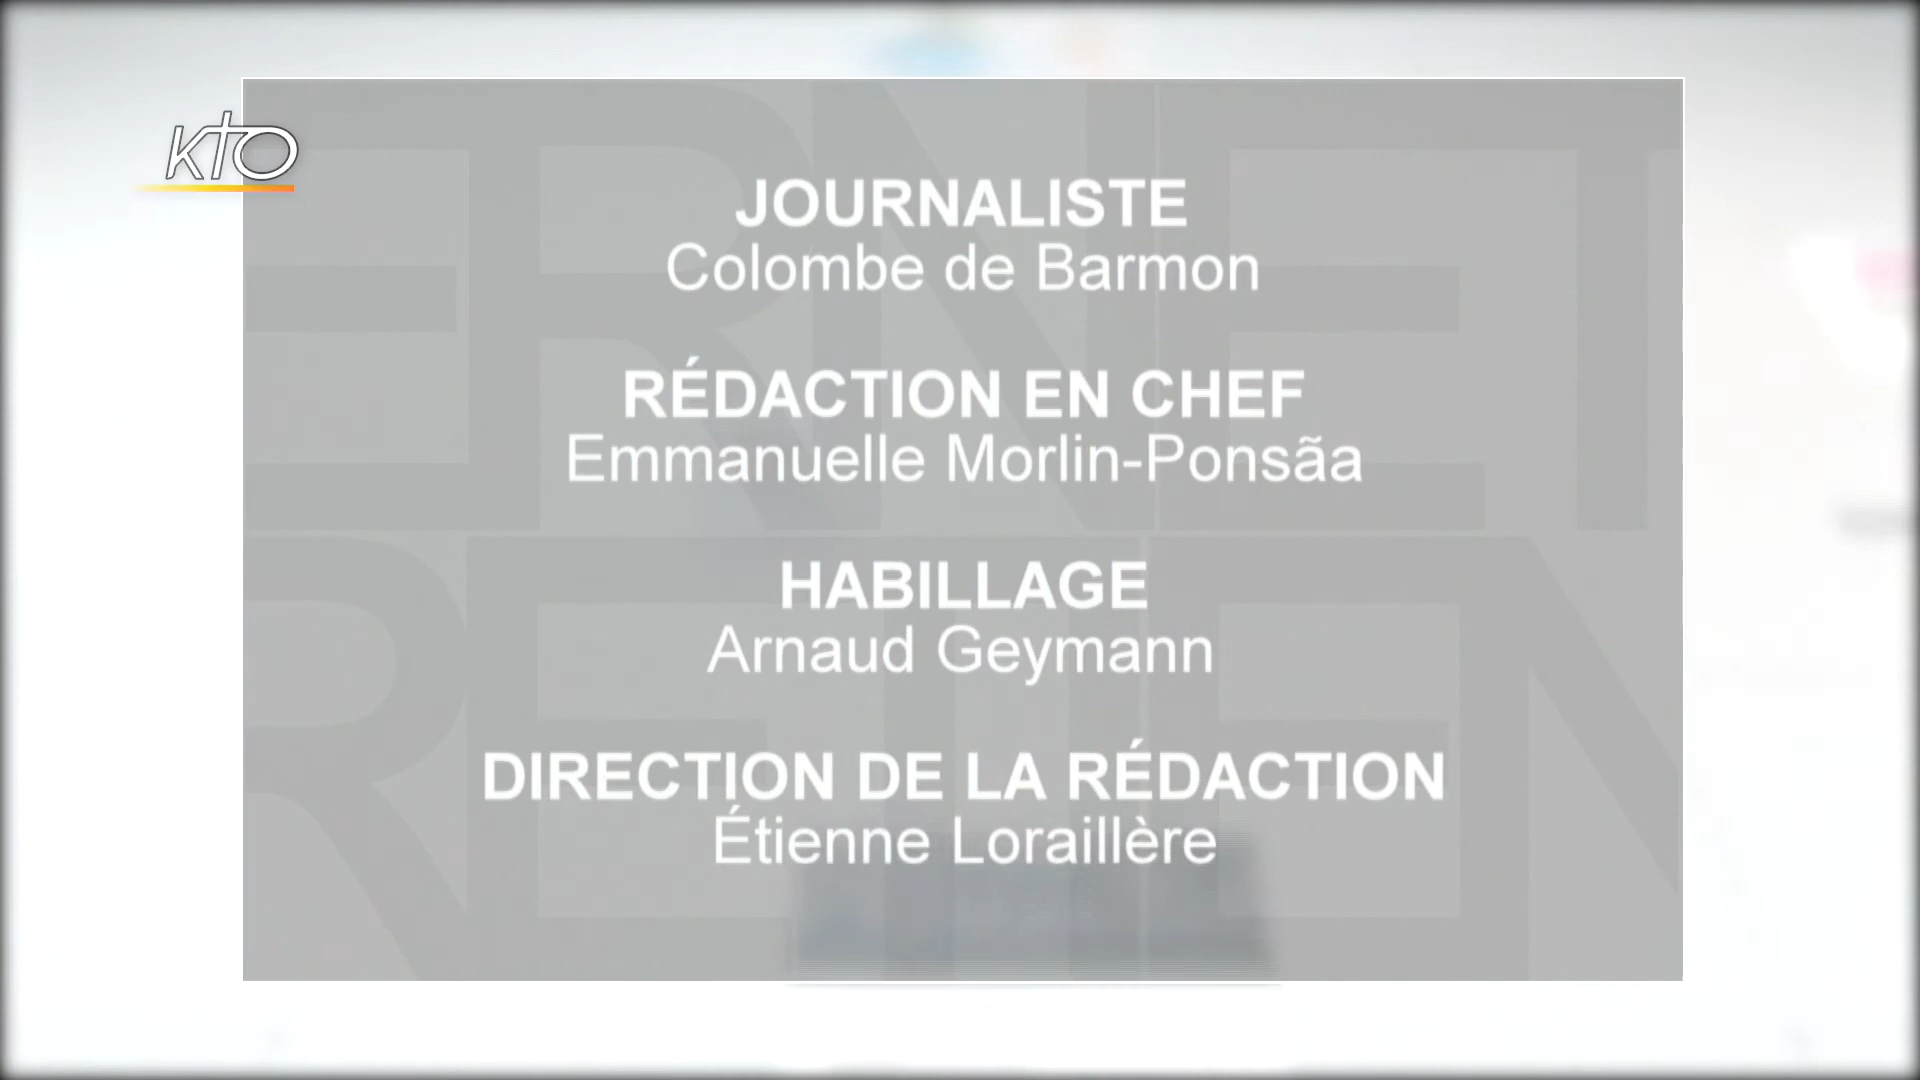 KTO
JOURNALISTE
Colombe de Barmon
RÉDACTION EN CHEF
Emmanuelle Morlin-Ponsãa
HABILLAGE
Arnaud Geymann
DIRECTION DE LA RÉDACTION
Étienne Loraillère